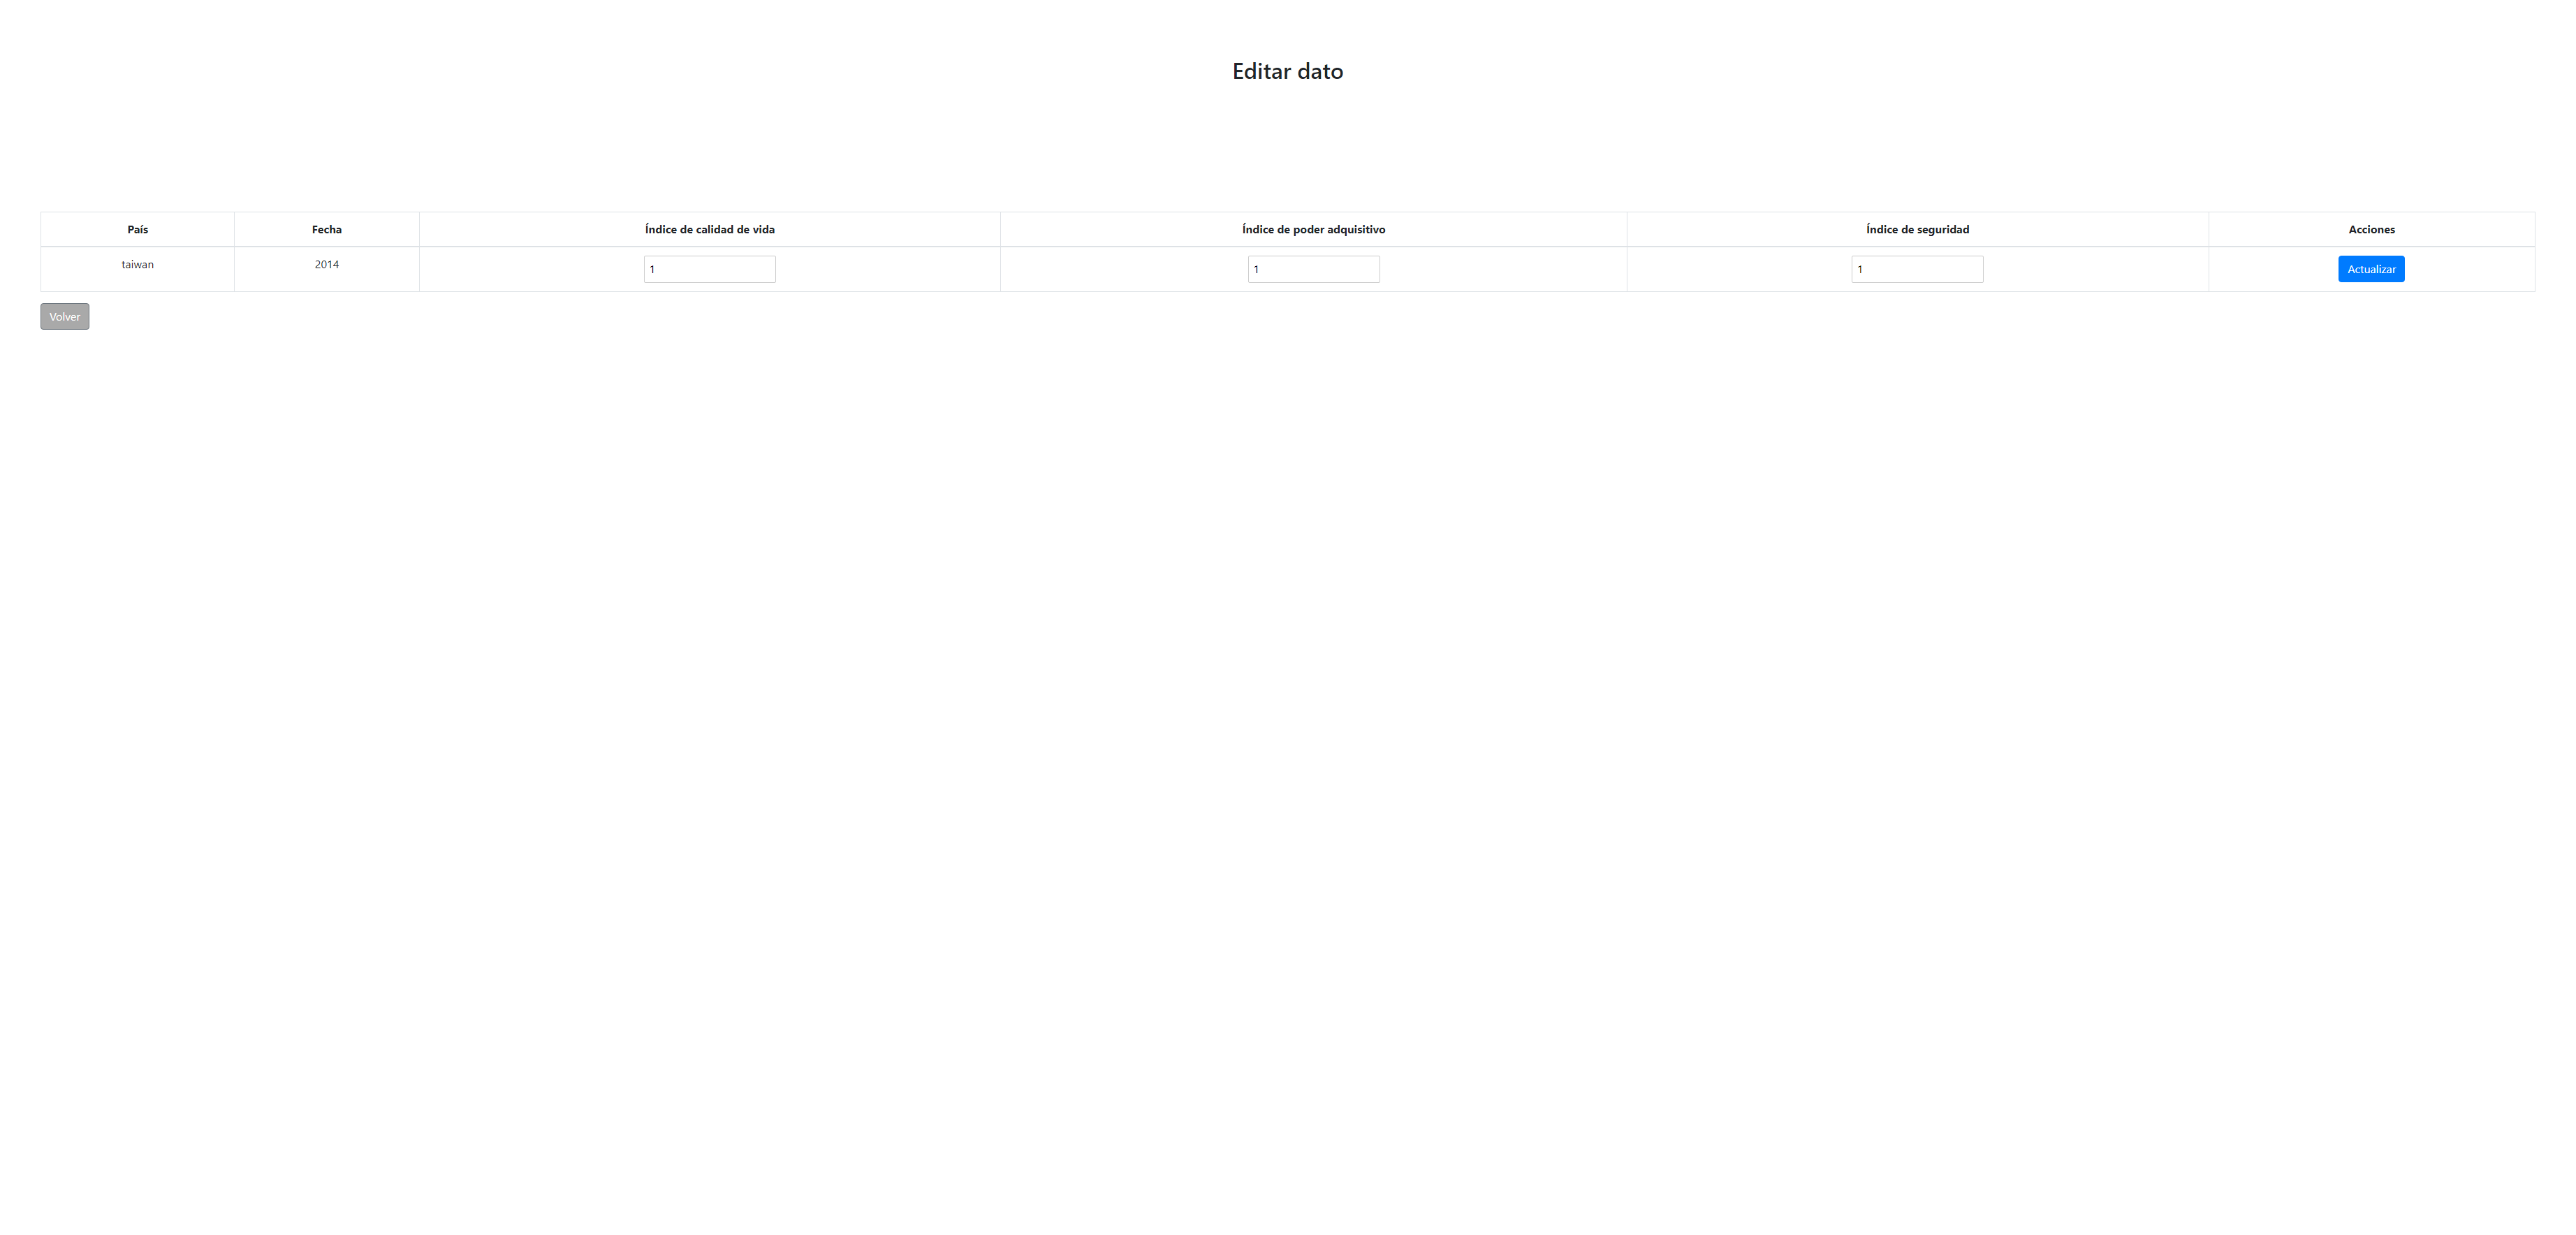 Editar dato
País Fecha Índice de calidad de vida Índice de poder adquisitivo Índice de seguridad Acciones
taiwan 2014 1 1 1 Actualizar
Volver